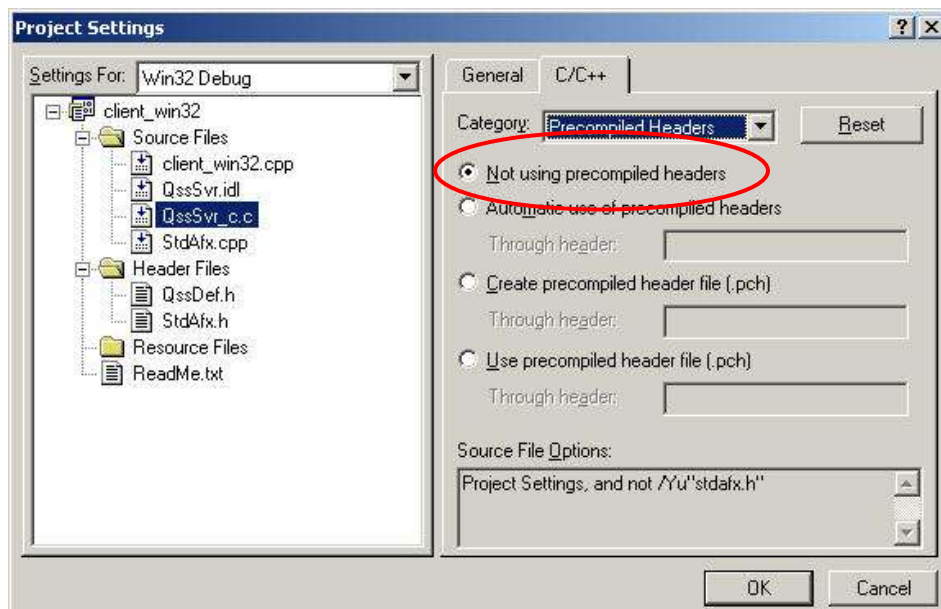 Project Settings
Settings For: Win32 Debug
client_win32
Source Files
client_win32.cpp
QssSvr.idl
QssSvr_c.c
StdAfx.cpp
Header Files
QssDef.h
StdAfx.h
Resource Files
ReadMe.txt
General C/C++
Category: Precompiled Headers Reset
Not using precompiled headers
Automatic use of precompiled headers
Through header:
Create precompiled header file (.pch)
Through header:
Use precompiled header file (.pch)
Through header:
Source File Options:
Project Settings, and not /Yu"stdafx.h"
OK Cancel